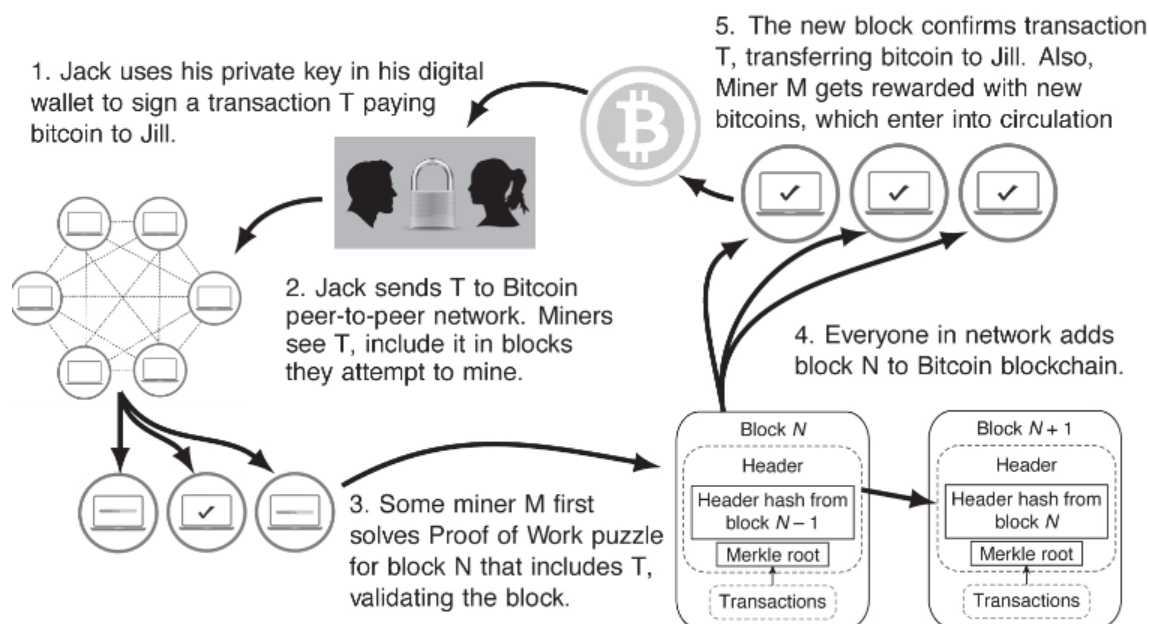 1. Jack uses his private key in his digital
wallet to sign a transaction T paying
bitcoin to Jill.
2. Jack sends T to Bitcoin
peer-to-peer network. Miners
see T, include it in blocks
they attempt to mine.
3. Some miner M first
solves Proof of Work puzzle
for block N that includes T,
validating the block.
4. Everyone in network adds
block N to Bitcoin blockchain.
5. The new block confirms transaction
T, transferring bitcoin to Jill. Also,
Miner M gets rewarded with new
bitcoins, which enter into circulation
Block N
Header
Header hash from
block N – 1
Merkle root
Transactions
Block N + 1
Header
Header hash from
block N
Merkle root
Transactions